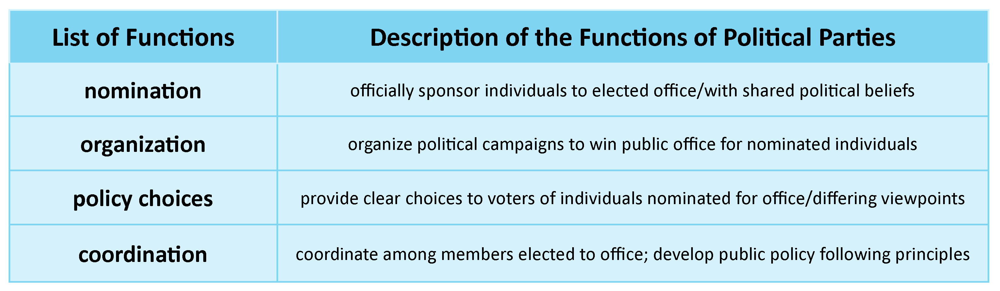 List of Functions
Description of the Functions of Political Parties
nomination
officially sponsor individuals to elected office/with shared political beliefs
organization
organize political campaigns to win public office for nominated individuals
policy choices
provide clear choices to voters of individuals nominated for office/differing viewpoints
coordination
coordinate among members elected to office; develop public policy following principles